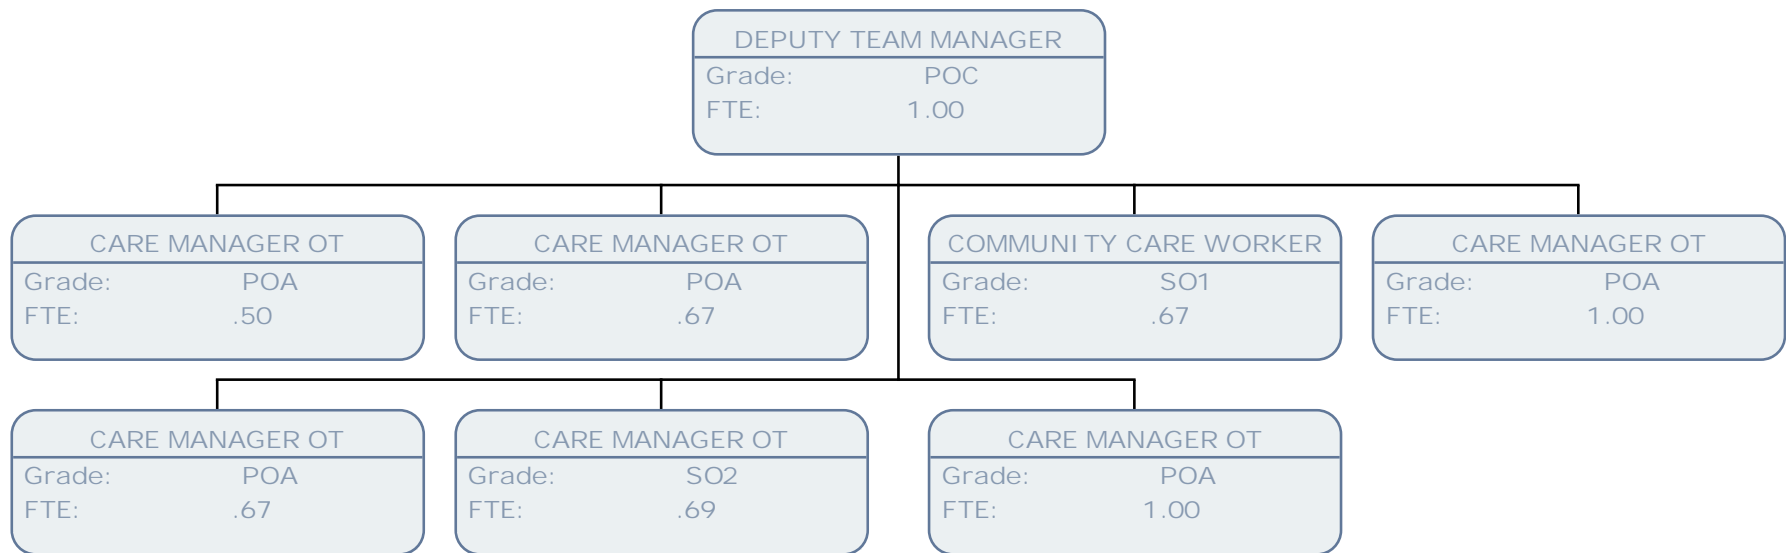 DEPUTY TEAM MANAGER
Grade: POC
FTE: 1.00
CARE MANAGER OT
Grade: POA
FTE: .50
CARE MANAGER OT
Grade: POA
FTE: .67
COMMUNITY CARE WORKER
Grade: SO1
FTE: .67
CARE MANAGER OT
Grade: POA
FTE: 1.00
CARE MANAGER OT
Grade: POA
FTE: .67
CARE MANAGER OT
Grade: SO2
FTE: .69
CARE MANAGER OT
Grade: POA
FTE: 1.00